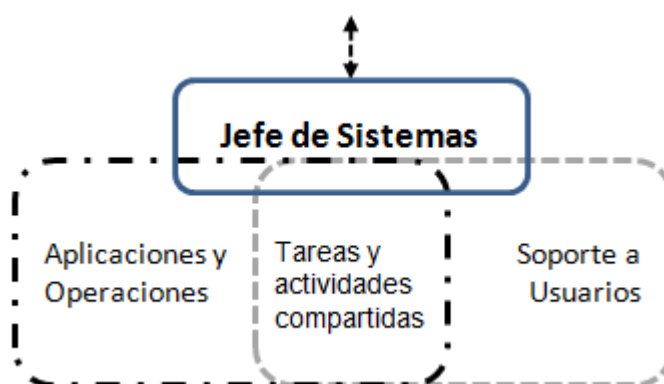 Jefe de Sistemas
Aplicaciones y
Operaciones
Tareas y
actividades
compartidas
Soporte a
Usuarios